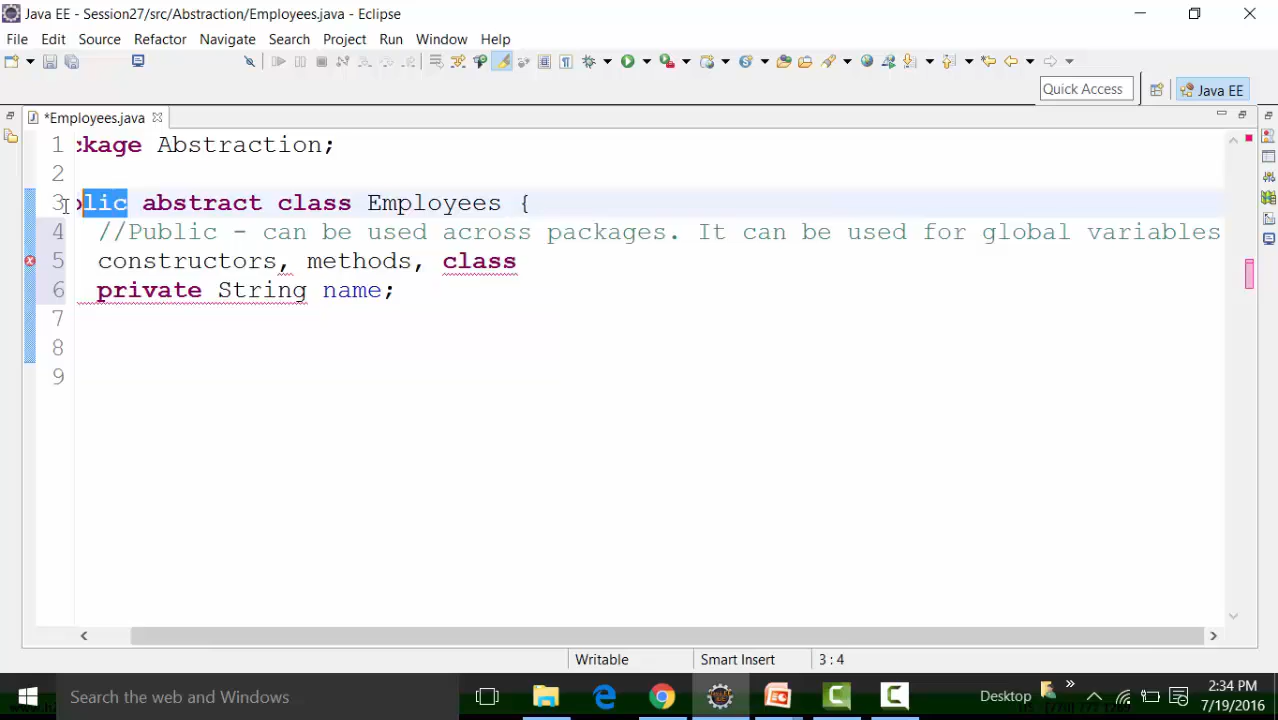 Java EE - Session27/src/Abstraction/Employees.java - Eclipse
File Edit Source Refactor Navigate Search Project Run Window Help
Quick Access Java EE
*Employees.java
1 ckage Abstraction;
2
3 blic abstract class Employees {
4 //Public - can be used across packages. It can be used for global variables
5 constructors, methods, class
6 private String name;
7
8
9
Writable Smart Insert 3 : 4
Search the web and Windows
Desktop
2:34 PM
7/19/2016